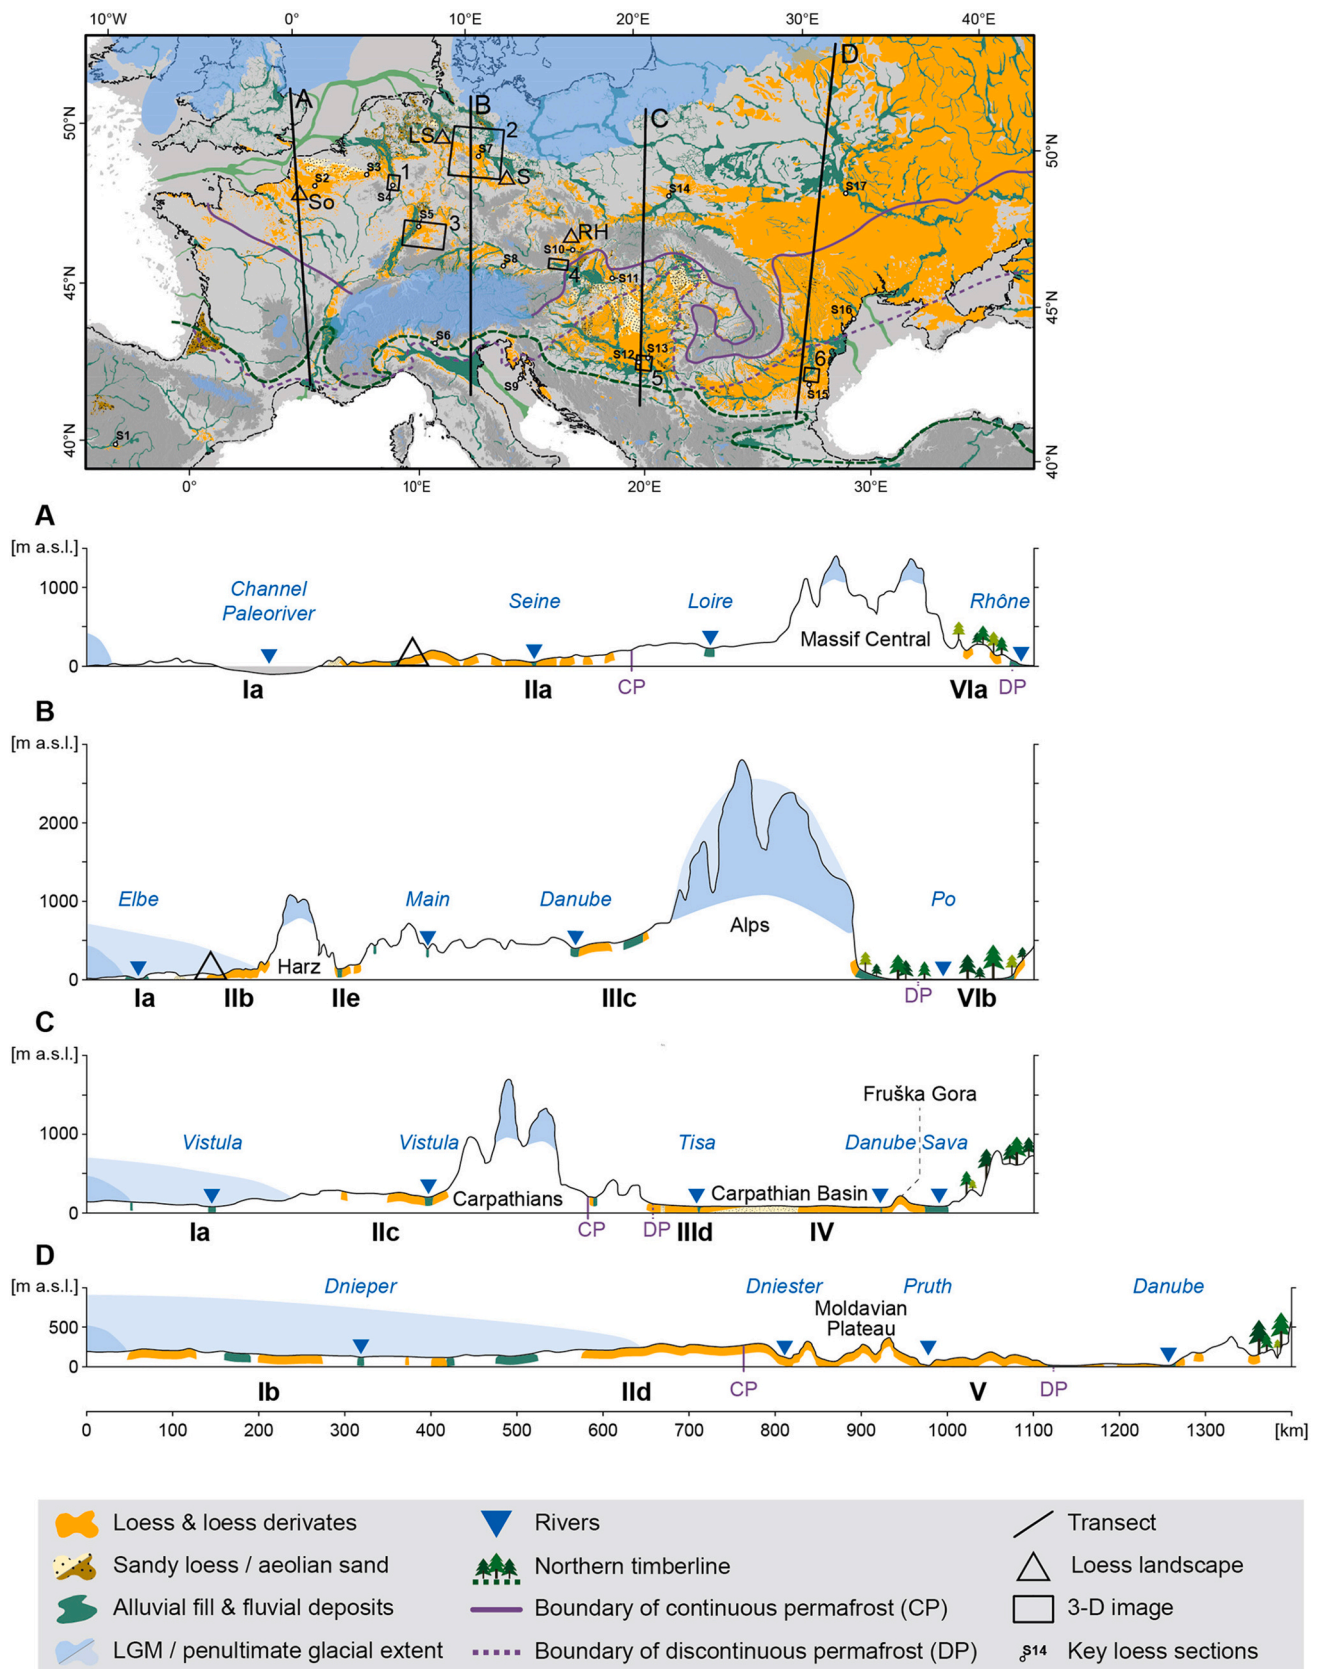 10°W 0° 10°E 20°E 30°E 40°E
50°N 45°N 40°N
50°N 45°N 40°N
A B C D
LS 2 S7 S
S2 S3 1 S4 So
S14 S17
S5 3 RH S10 4 S8 S11
S6 S9 S12 S13 5
S16 6 S15
S1
0° 10°E 20°E 30°E
A
[m a.s.l.]
1000
0
Channel
Paleoriver
Seine
Loire
Rhône
Massif Central
Ia IIa CP VIa DP
B
[m a.s.l.]
2000
1000
0
Elbe Main Danube Po
Alps
Harz
Ia IIb IIe IIIc DP VIb
C
[m a.s.l.]
1000
0
Fruška Gora
Vistula Vistula Tisa Danube Sava
Carpathians Carpathian Basin
Ia IIc CP DP IIId IV
D
[m a.s.l.]
500
0
Dnieper Dniester Pruth Danube
Moldavian
Plateau
Ib IId CP V DP
0 100 200 300 400 500 600 700 800 900 1000 1100 1200 1300 [km]
Loess & loess derivates
Sandy loess / aeolian sand
Alluvial fill & fluvial deposits
LGM / penultimate glacial extent
Rivers
Northern timberline
Boundary of continuous permafrost (CP)
Boundary of discontinuous permafrost (DP)
Transect
Loess landscape
3-D image
S14 Key loess sections